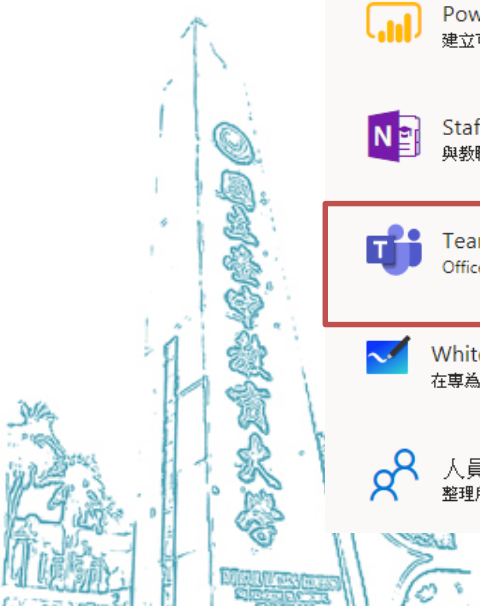 國立臺中教育大學
Pow
建立
N
Staf
與教
T
Tea
Office
White
在專為
人員
整理